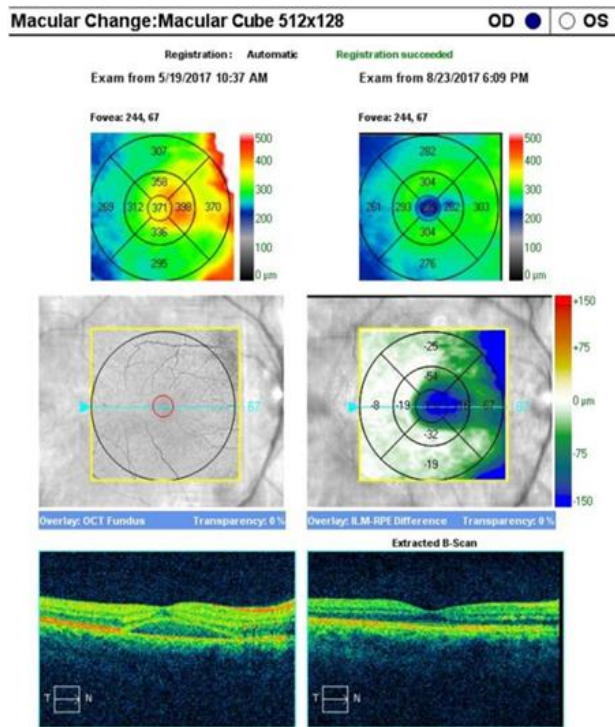 Macular Change:Macular Cube 512x128 OD OS
Registration : Automatic Registration succeeded
Exam from 5/19/2017 10:37 AM Exam from 8/23/2017 6:09 PM
Fovea: 244, 67 Fovea: 244, 67
307
358
269 312 371 398 370
336
295
500
400
300
200
100
0 µm
282
304
261 293 282 303
304
276
500
400
300
200
100
0 µm
67
-25
-54
-8 -19 -67
-32
-19
+150
+75
0 µm
-75
-150
Overlay: OCT Fundus Transparency: 0 % Overlay: ILM-RPE Difference Transparency: 0 %
Extracted B-Scan
T N T N